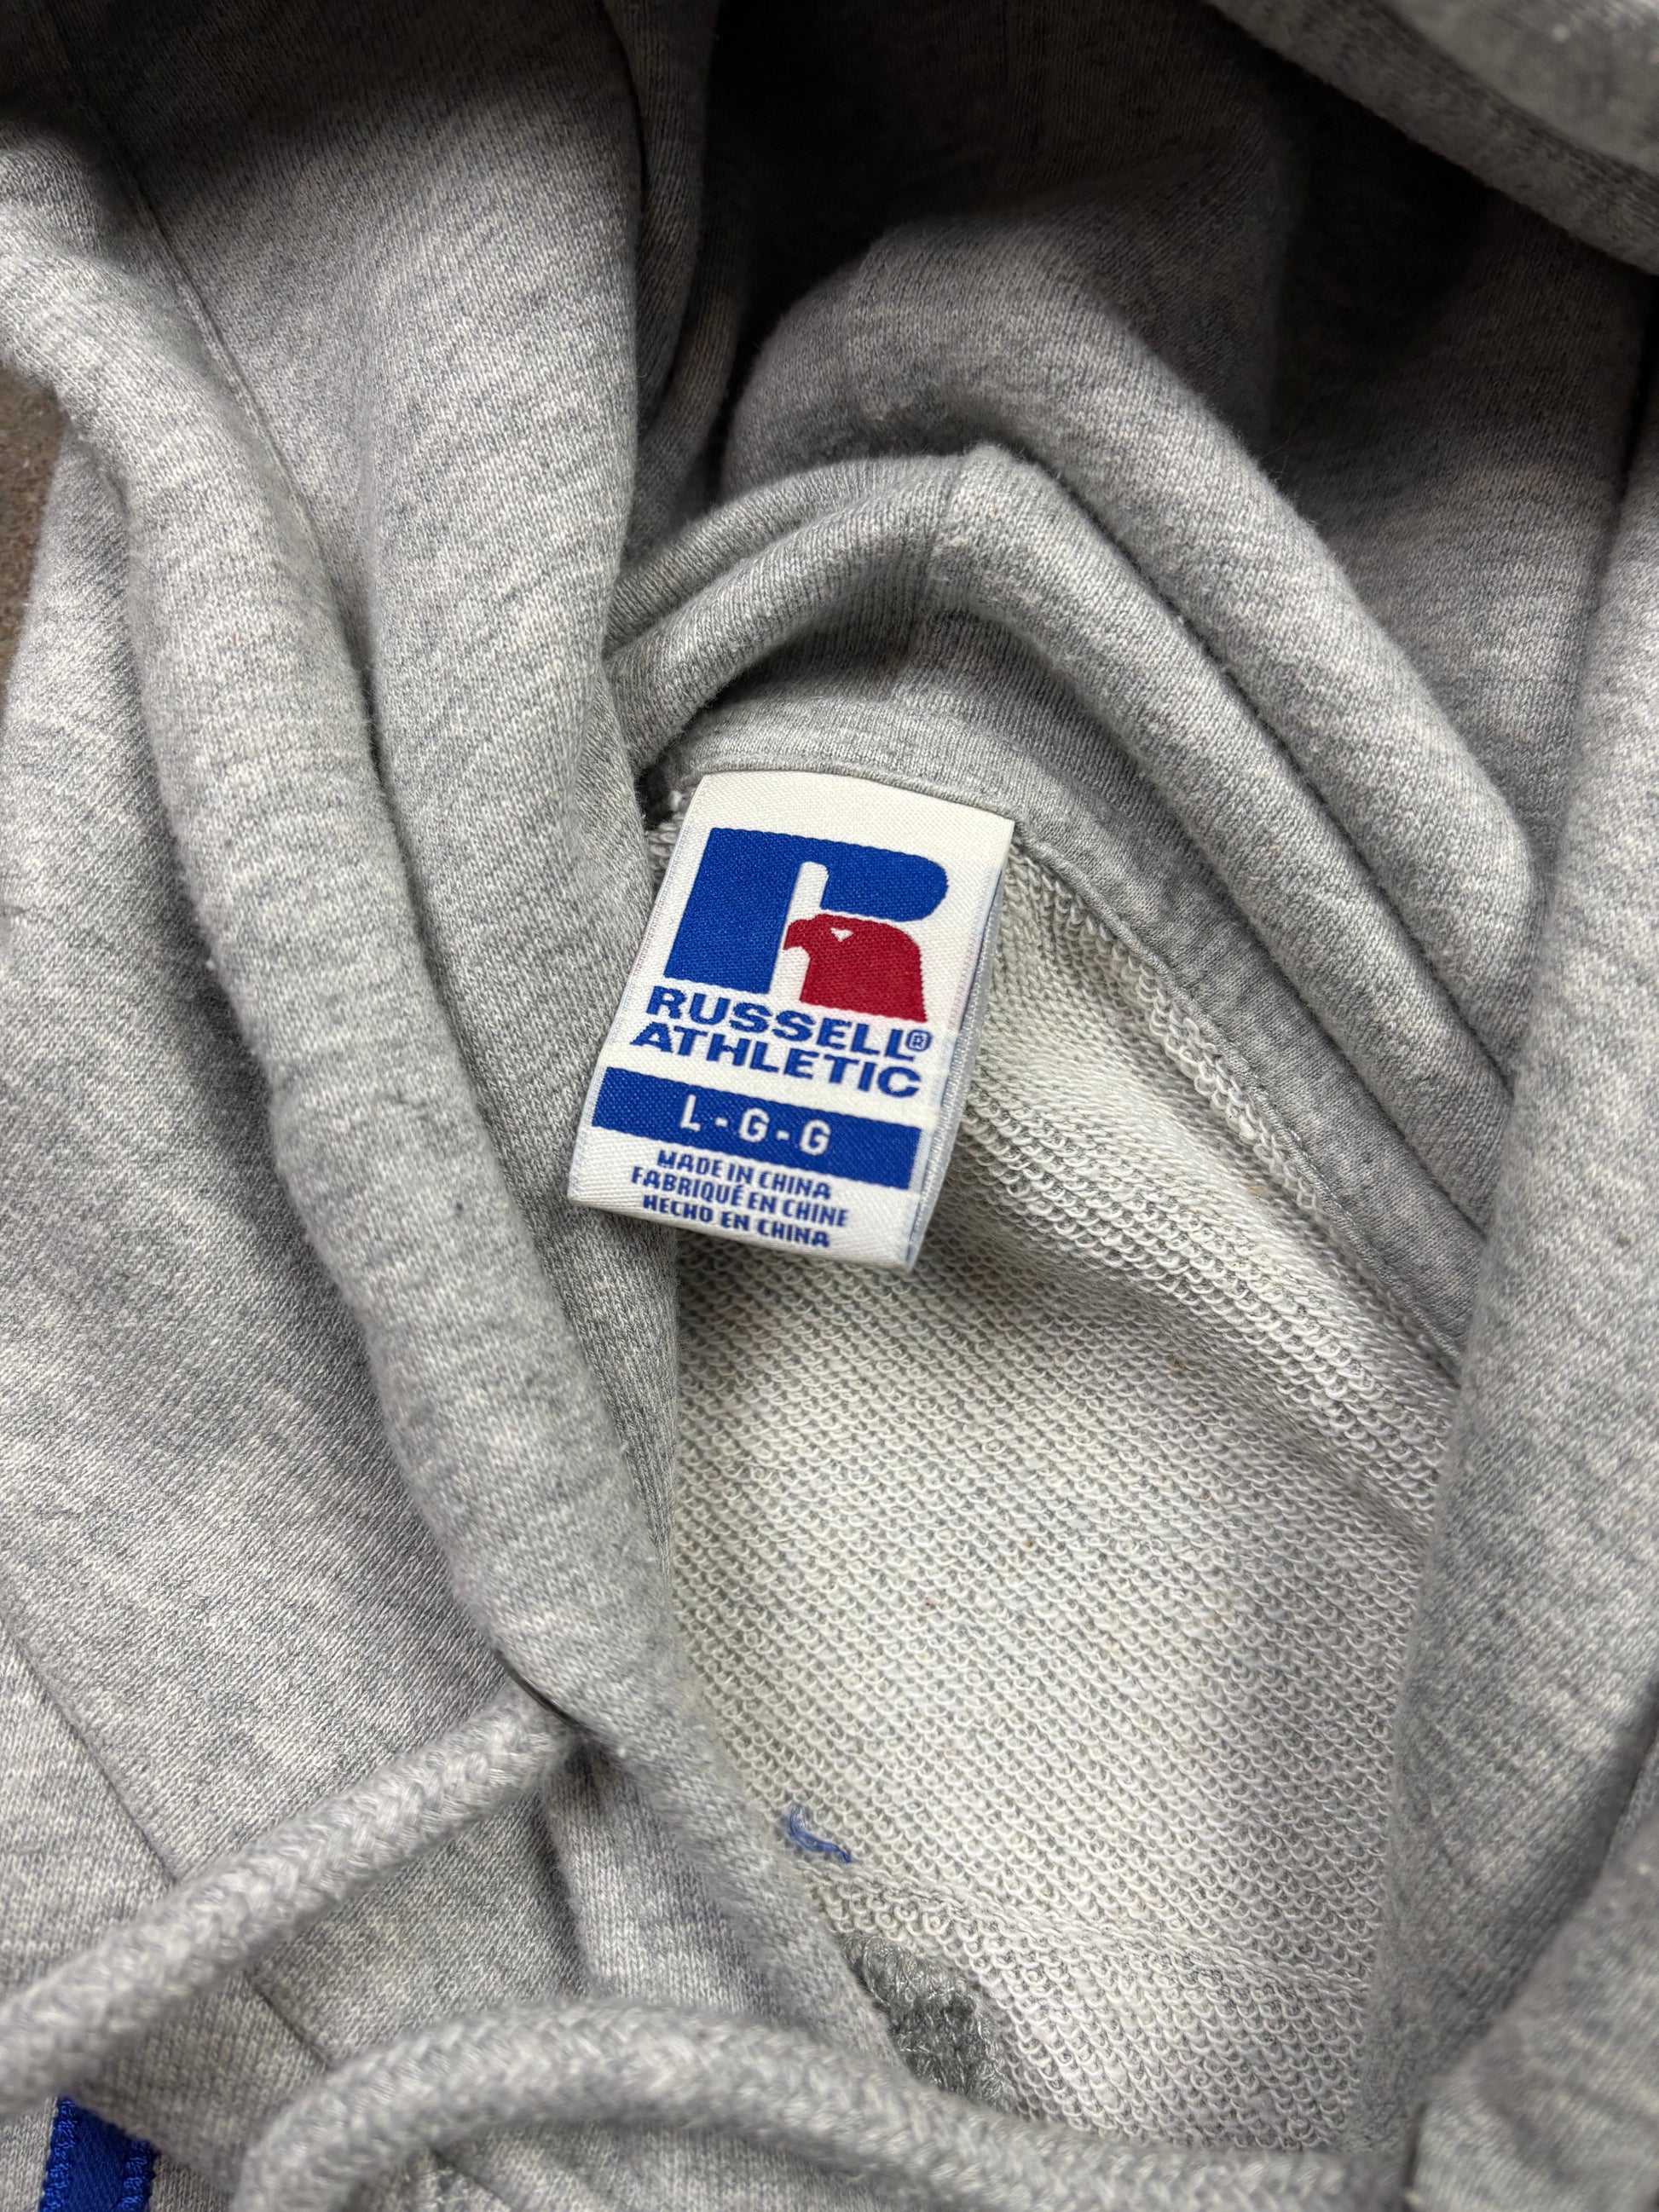 RUSSELL®
ATHLETIC
L-G-G
MADE IN CHINA
FABRIQUÉ EN CHINE
HECHO EN CHINA